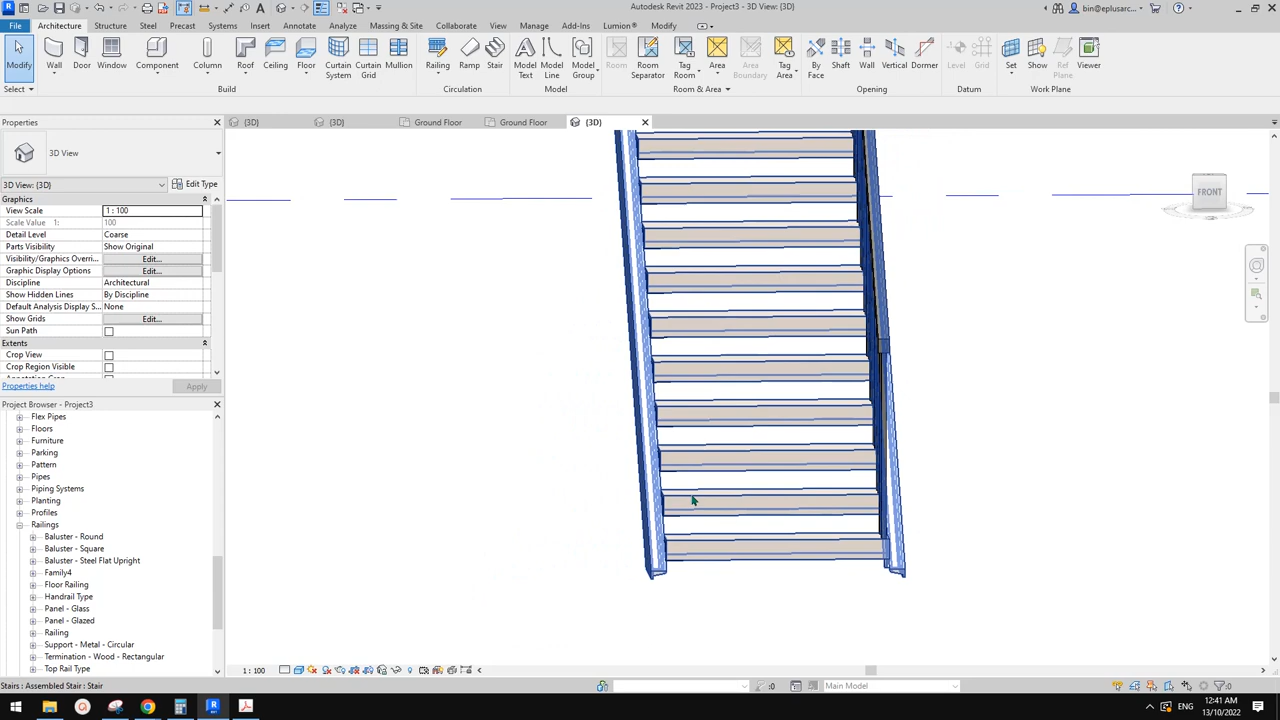 Autodesk Revit 2023 - Project3 - 3D View: {3D}
bin@eplusarc...
File
Architecture
Structure
Steel
Precast
Systems
Insert
Annotate
Analyze
Massing & Site
Collaborate
View
Manage
Add-Ins
Lumion®
Modify
Modify
Wall
Door
Window
Component
Column
Roof
Ceiling
Floor
Curtain System
Curtain Grid
Mullion
Railing
Ramp
Stair
Model Text
Model Line
Model Group
Room
Room Separator
Tag Room
Area
Area Boundary
Tag Area
By Face
Shaft
Wall
Vertical
Dormer
Level
Grid
Set
Show
Ref Plane
Viewer
Select
Build
Circulation
Model
Room & Area
Opening
Datum
Work Plane
Properties
{3D}
{3D}
Ground Floor
Ground Floor
{3D}
3D View
3D View: {3D}
Edit Type
Graphics
View Scale 1 : 100
Scale Value 1: 100
Detail Level Coarse
Parts Visibility Show Original
Visibility/Graphics Overri... Edit...
Graphic Display Options Edit...
Discipline Architectural
Show Hidden Lines By Discipline
Default Analysis Display S... None
Show Grids Edit...
Sun Path
Extents
Crop View
Crop Region Visible
Properties help
Apply
Project Browser - Project3
Flex Pipes
Floors
Furniture
Parking
Pattern
Pipes
Piping Systems
Planting
Profiles
Railings
Baluster - Round
Baluster - Square
Baluster - Steel Flat Upright
Family4
Floor Railing
Handrail Type
Panel - Glass
Panel - Glazed
Railing
Support - Metal - Circular
Termination - Wood - Rectangular
Top Rail Type
FRONT
1 : 100
Stairs : Assembled Stair : Stair
:0
Main Model
:0
ENG
12:41 AM
13/10/2022